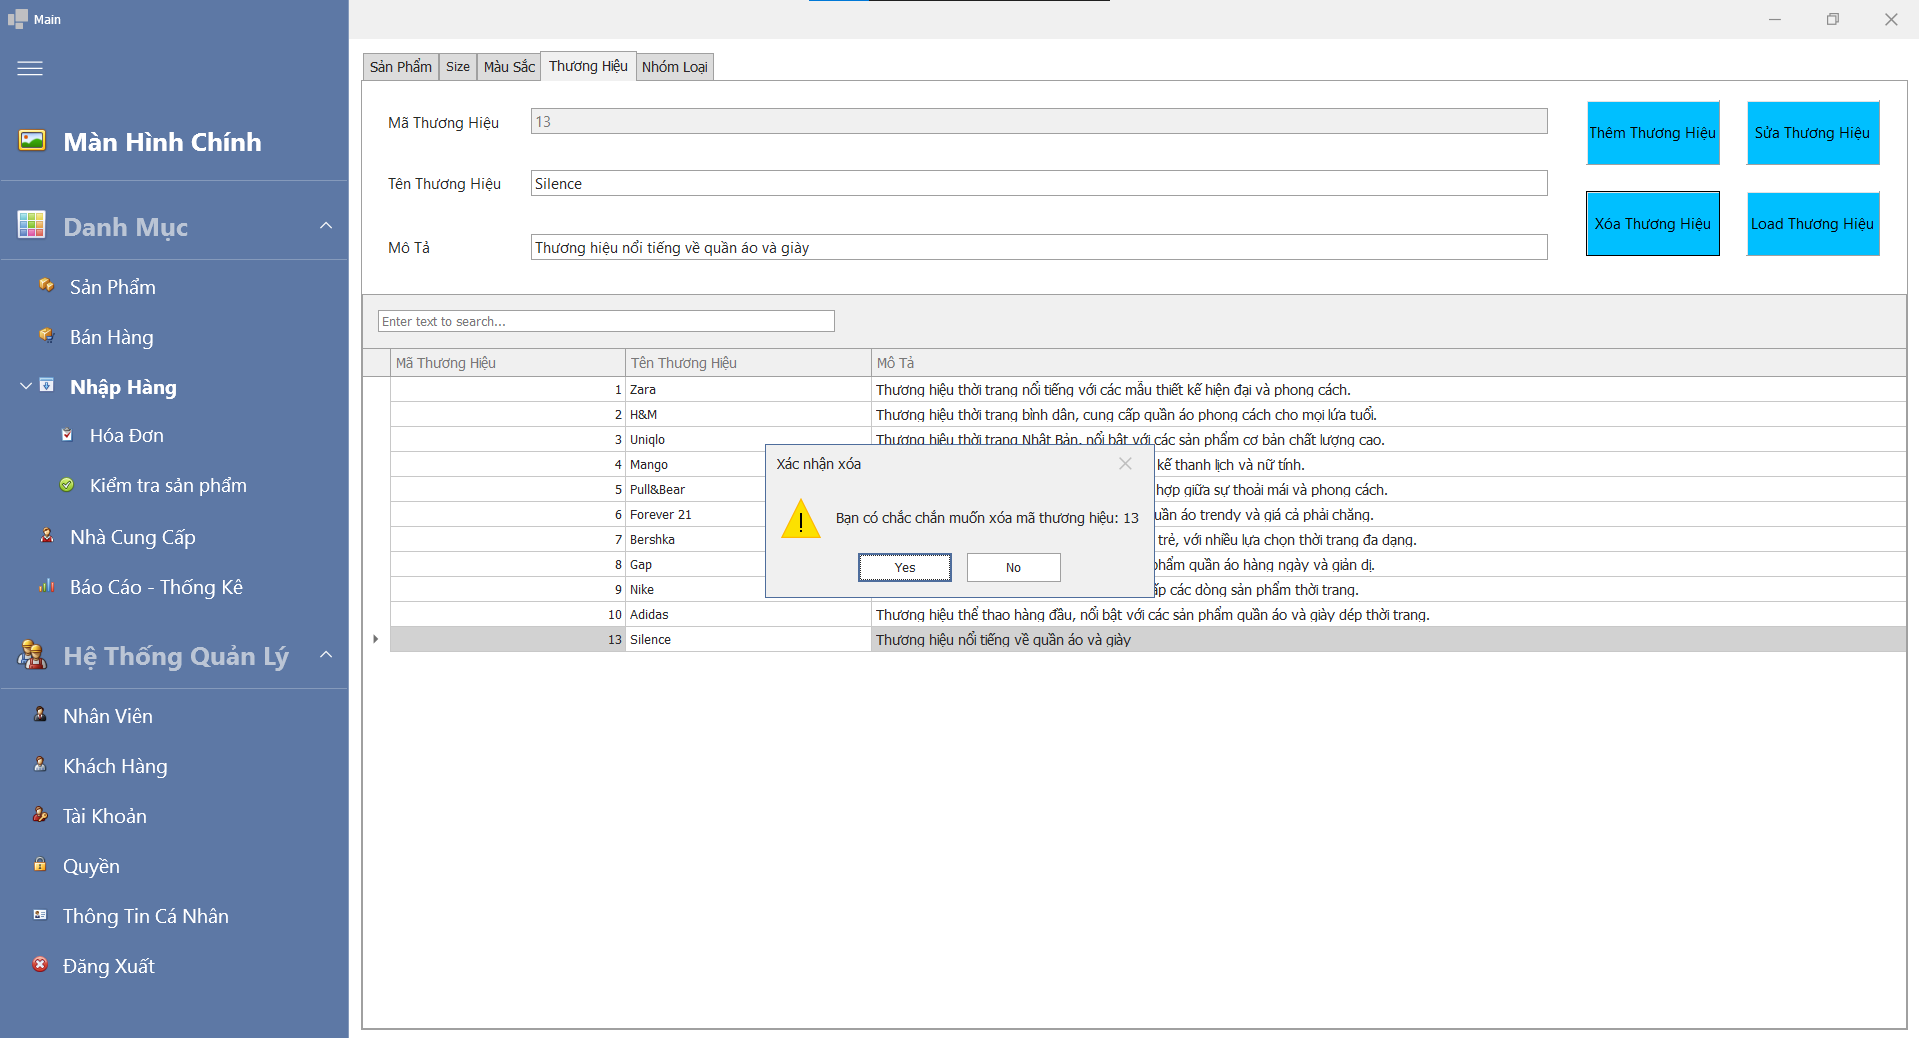 Main
Màn Hình Chính
Danh Mục
Sản Phẩm
Bán Hàng
Nhập Hàng
Hóa Đơn
Kiểm tra sản phẩm
Nhà Cung Cấp
Báo Cáo - Thống Kê
Hệ Thống Quản Lý
Nhân Viên
Khách Hàng
Tài Khoản
Quyền
Thông Tin Cá Nhân
Đăng Xuất
Sản Phẩm Size Màu Sắc Thương Hiệu Nhóm Loại
Mã Thương Hiệu 13
Tên Thương Hiệu Silence
Mô Tả Thương hiệu nổi tiếng về quần áo và giày
Thêm Thương Hiệu Sửa Thương Hiệu
Xóa Thương Hiệu Load Thương Hiệu
Enter text to search...
Mã Thương Hiệu Tên Thương Hiệu Mô Tả
1 Zara Thương hiệu thời trang nổi tiếng với các mẫu thiết kế hiện đại và phong cách.
2 H&M Thương hiệu thời trang bình dân, cung cấp quần áo phong cách cho mọi lứa tuổi.
3 Uniqlo Thương hiệu thời trang Nhật Bản, nổi bật với các sản phẩm cơ bản chất lượng cao.
4 Mango kế thanh lịch và nữ tính.
5 Pull&Bear hợp giữa sự thoải mái và phong cách.
6 Forever 21 quần áo trendy và giá cả phải chăng.
7 Bershka trẻ, với nhiều lựa chọn thời trang đa dạng.
8 Gap phẩm quần áo hàng ngày và giản dị.
9 Nike các dòng sản phẩm thời trang.
10 Adidas Thương hiệu thể thao hàng đầu, nổi bật với các sản phẩm quần áo và giày dép thời trang.
13 Silence Thương hiệu nổi tiếng về quần áo và giày
Xác nhận xóa
Bạn có chắc chắn muốn xóa mã thương hiệu: 13
Yes No